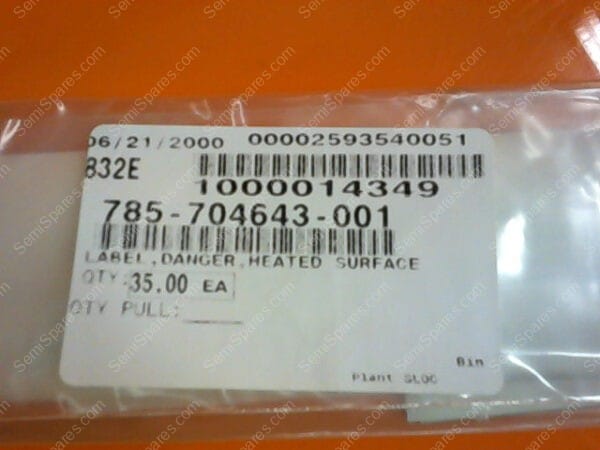 06/21/2000 00002593540051
832E
1000014349
785-704643-001
LABEL,DANGER,HEATED SURFACE
QTY: 35.00 EA
QTY PULL:
Bin
Plant SLOC
SemiSpares.com